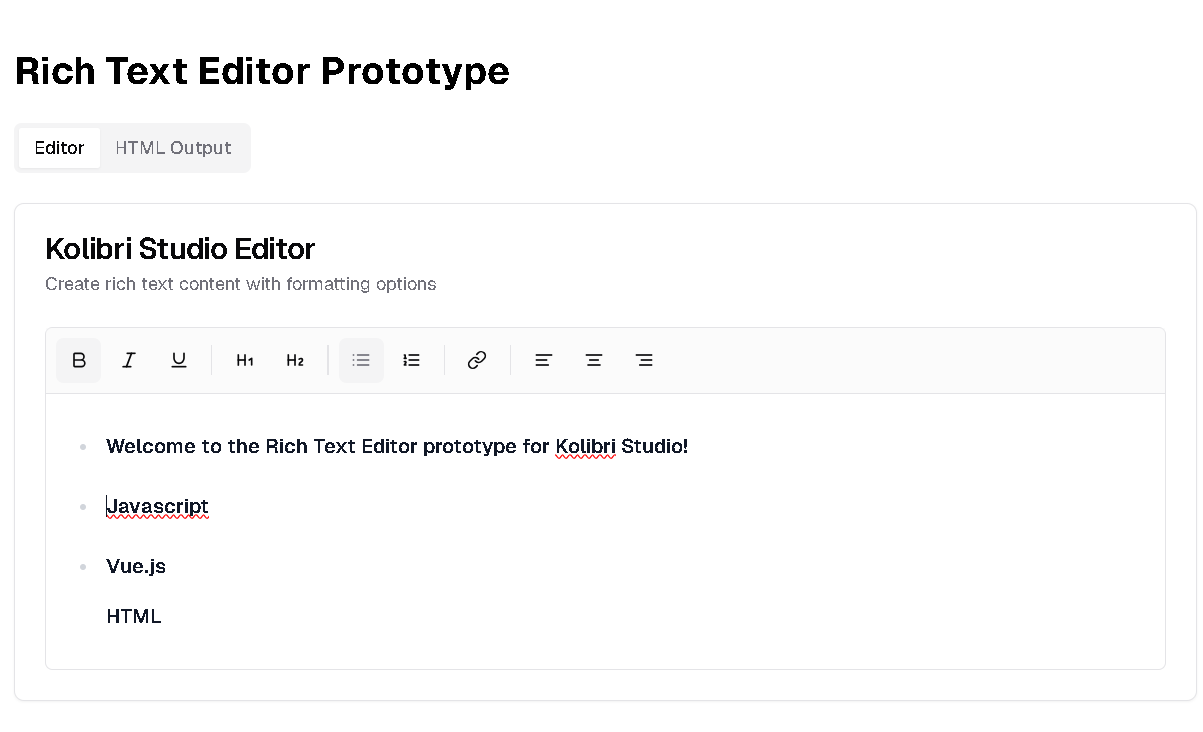 Rich Text Editor Prototype
Editor HTML Output
Kolibri Studio Editor
Create rich text content with formatting options
B I U H1 H2
Welcome to the Rich Text Editor prototype for Kolibri Studio!
Javascript
Vue.js
HTML